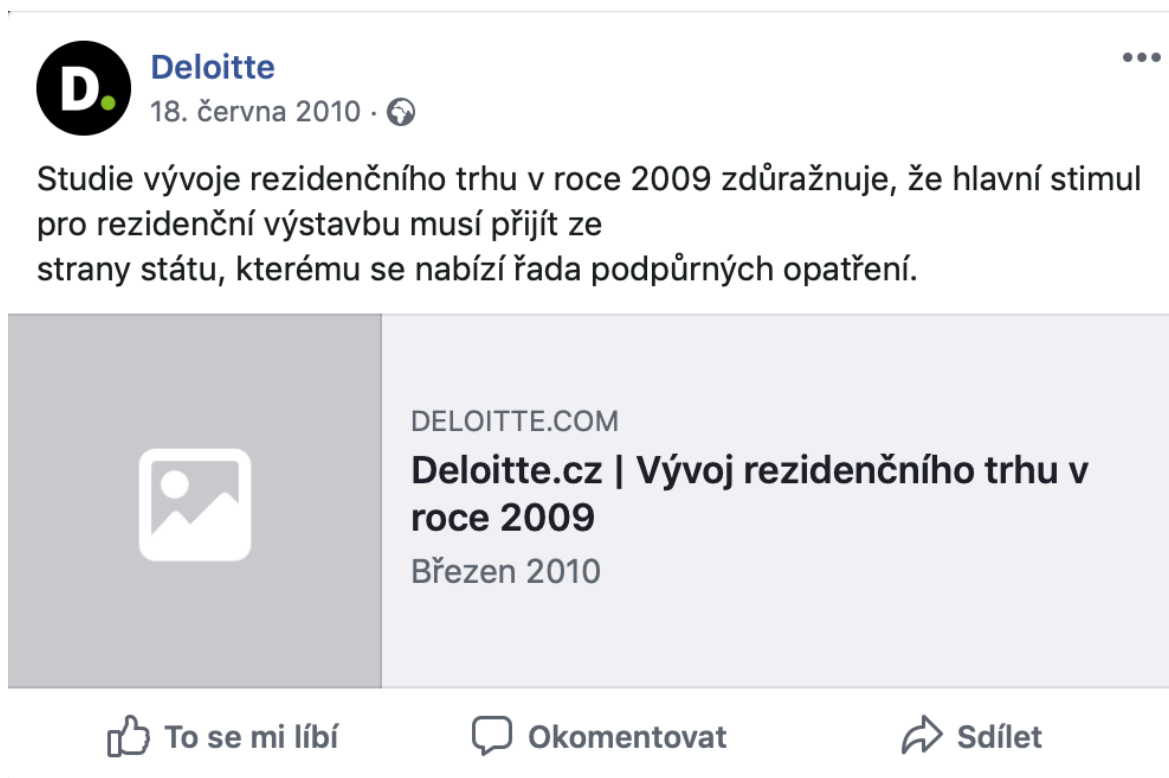 D.
Deloitte
18. června 2010 ·
Studie vývoje rezidenčního trhu v roce 2009 zdůražnuje, že hlavní stimul
pro rezidenční výstavbu musí přijít ze
strany státu, kterému se nabízí řada podpůrných opatření.
DELOITTE.COM
Deloitte.cz | Vývoj rezidenčního trhu v
roce 2009
Březen 2010
To se mi líbí
Okomentovat
Sdílet